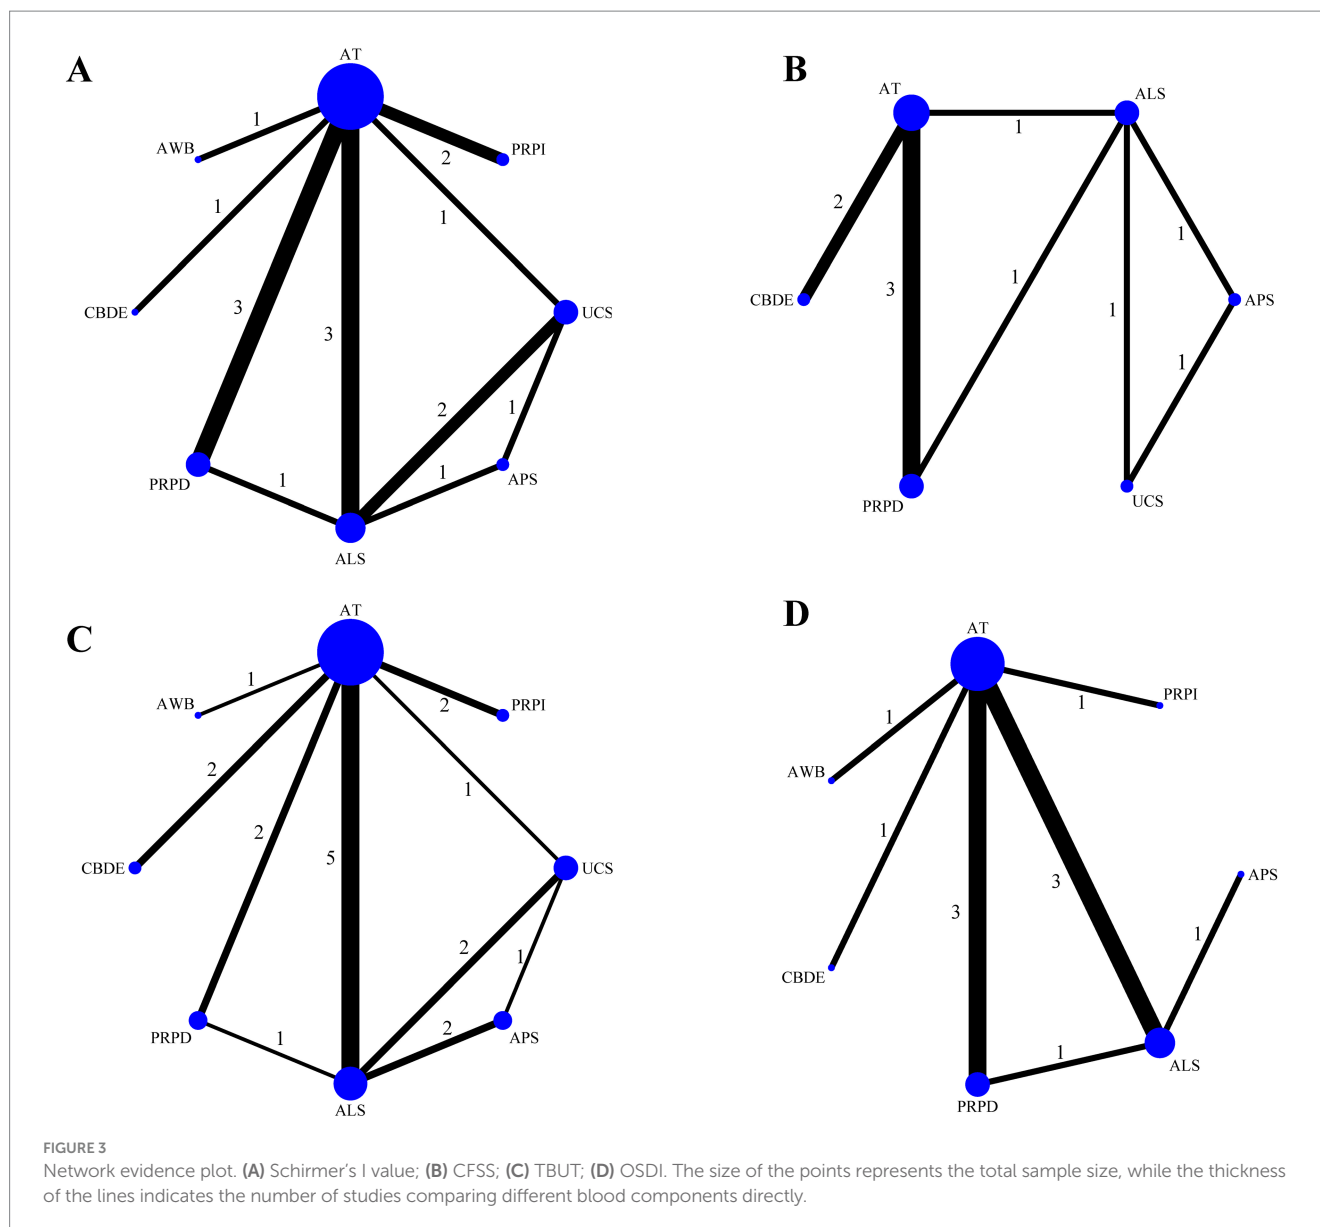 A
AT
AWB
1
2
PRPI
1
1
CBDE
3
3
UCS
2
1
PRPD
1
1
APS
ALS
B
AT
ALS
1
2
1
CBDE
3
1
1
APS
1
PRPD
UCS
C
AT
AWB
1
2
PRPI
2
1
2
5
CBDE
UCS
2
1
PRPD
1
2
APS
ALS
D
AT
PRPI
1
1
AWB
1
3
APS
3
1
CBDE
1
ALS
PRPD
FIGURE 3
Network evidence plot. (A) Schirmer's I value; (B) CFSS; (C) TBUT; (D) OSDI. The size of the points represents the total sample size, while the thickness
of the lines indicates the number of studies comparing different blood components directly.